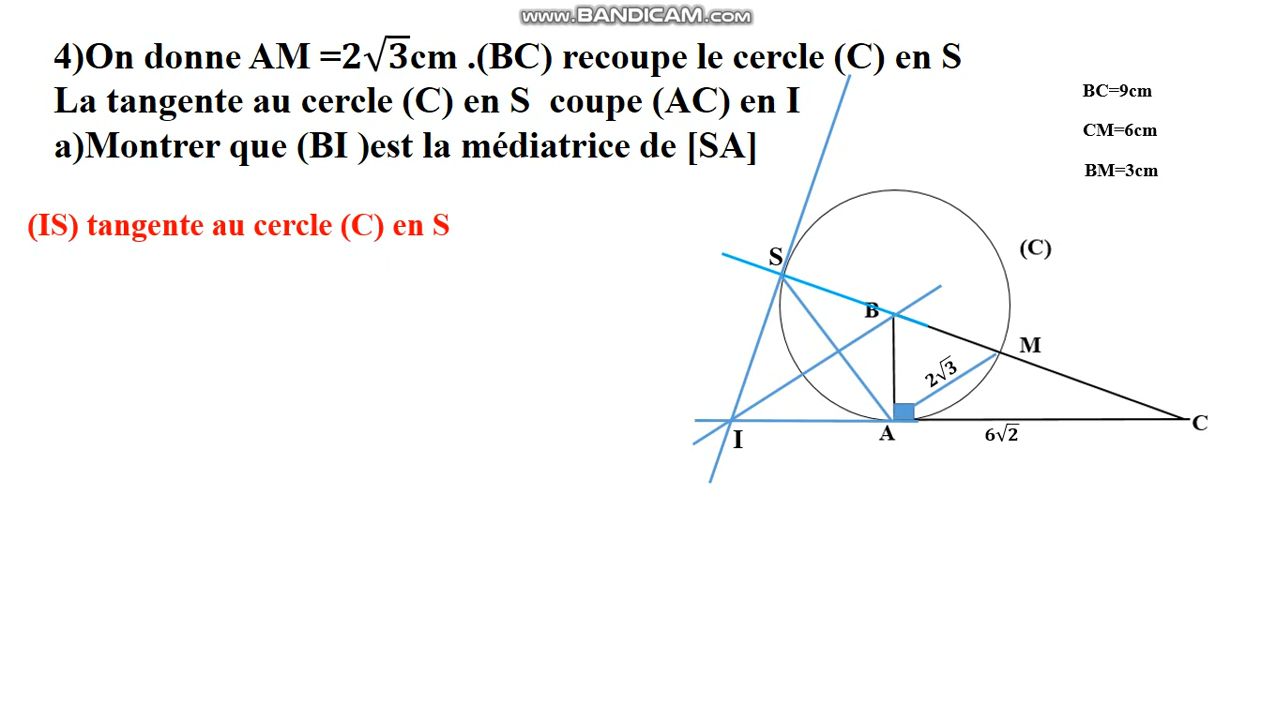 www.BANDICAM.com
4)On donne AM =2√3cm .(BC) recoupe le cercle (C) en S
La tangente au cercle (C) en S coupe (AC) en I
a)Montrer que (BI )est la médiatrice de [SA]
BC=9cm
CM=6cm
BM=3cm
(IS) tangente au cercle (C) en S
(C)
S
B
M
2√3
I
A
6√2
C